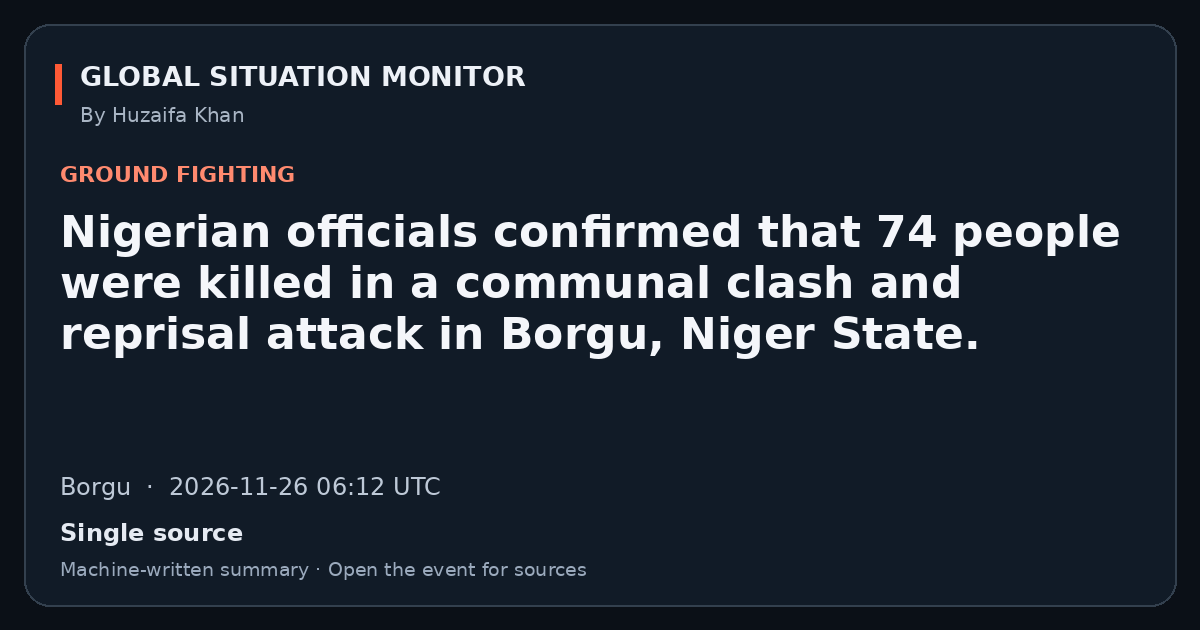 GLOBAL SITUATION MONITOR
By Huzaifa Khan
GROUND FIGHTING
Nigerian officials confirmed that 74 people
were killed in a communal clash and
reprisal attack in Borgu, Niger State.
Borgu · 2026-11-26 06:12 UTC
Single source
Machine-written summary · Open the event for sources